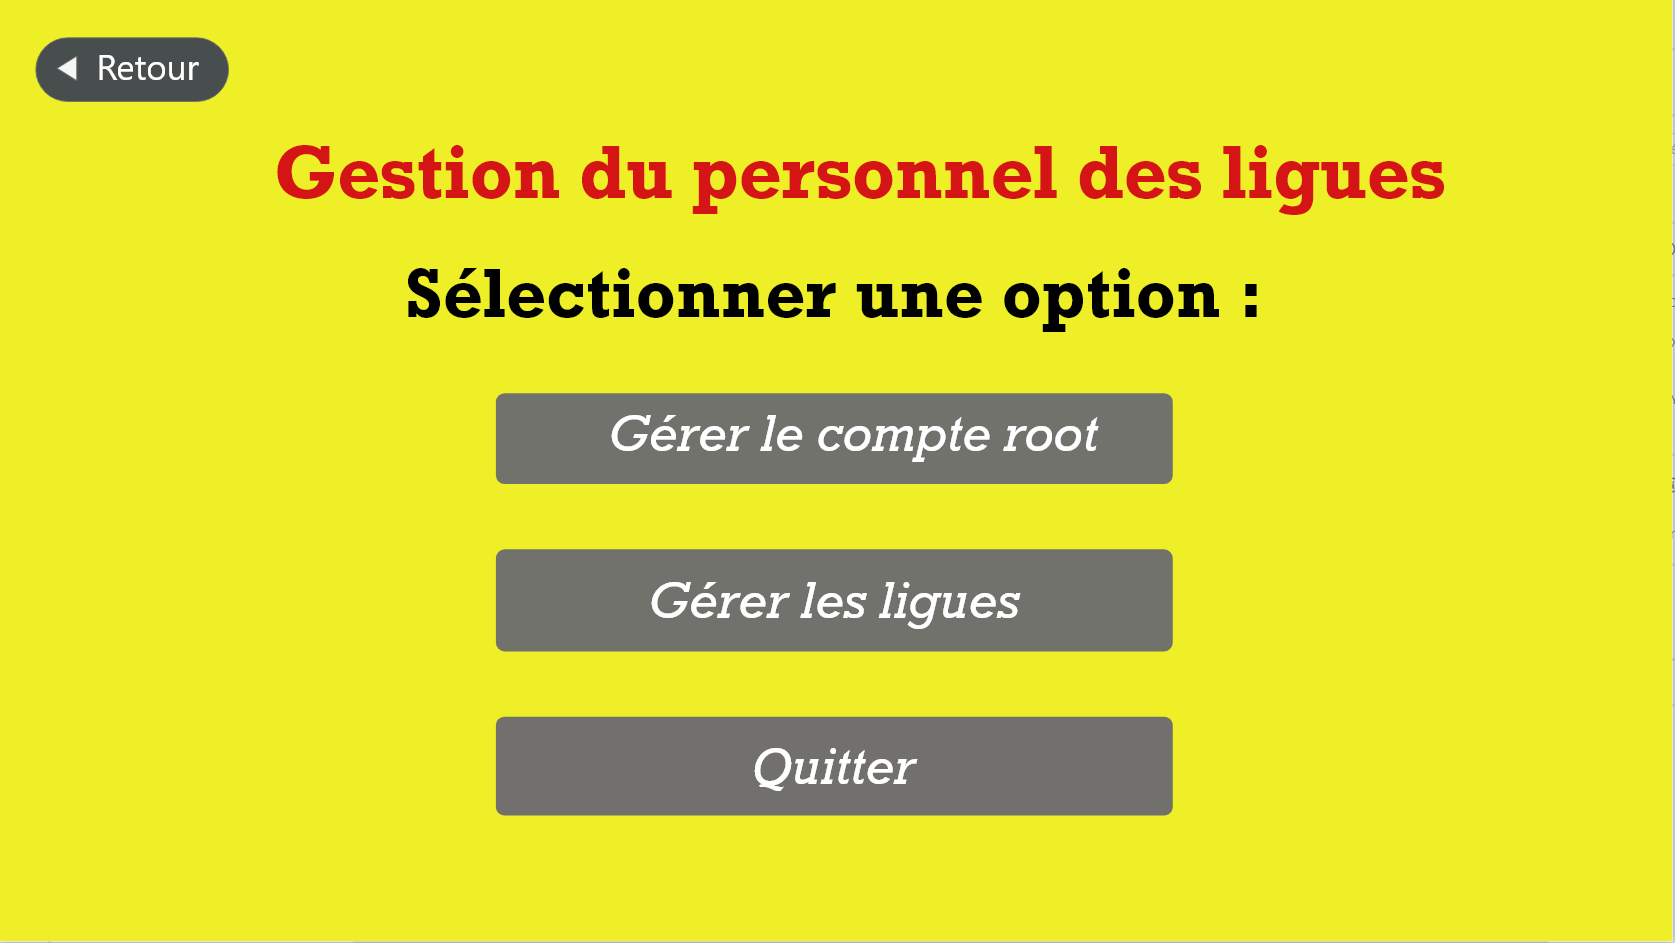 Retour
Gestion du personnel des ligues
Sélectionner une option :
Gérer le compte root
Gérer les ligues
Quitter